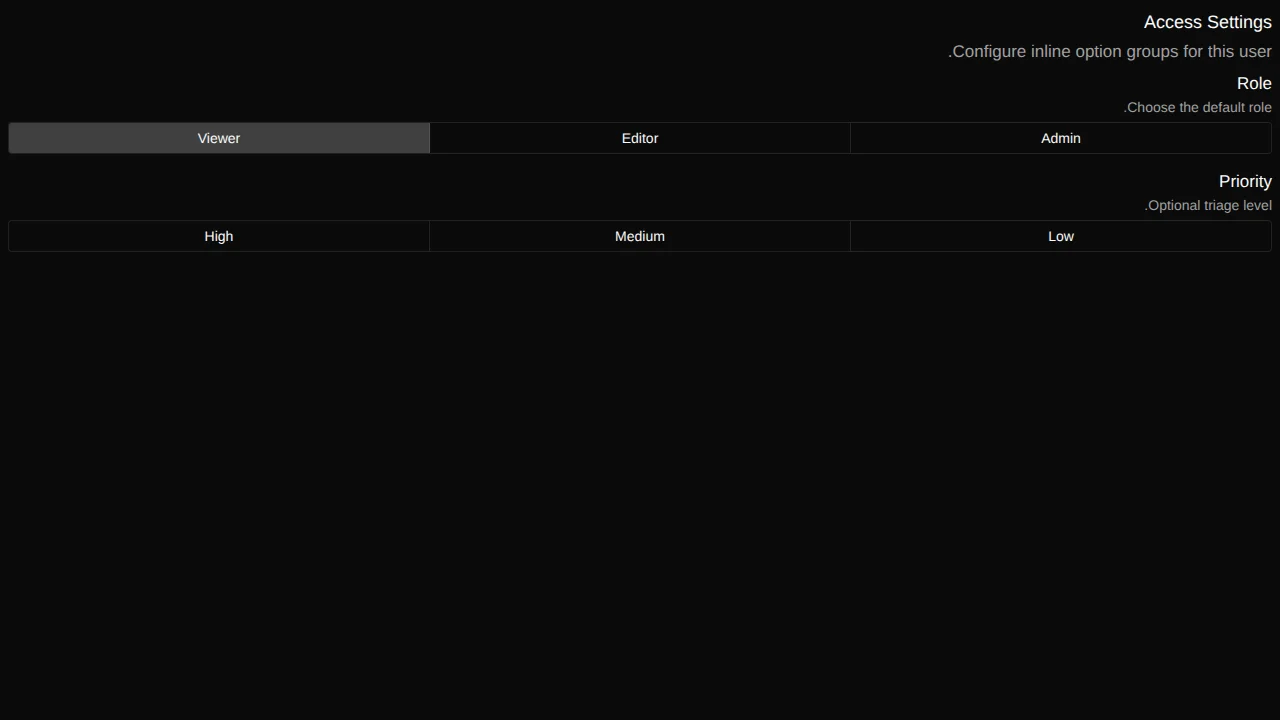 Access Settings
.Configure inline option groups for this user
Role
.Choose the default role
Viewer Editor Admin
Priority
.Optional triage level
High Medium Low